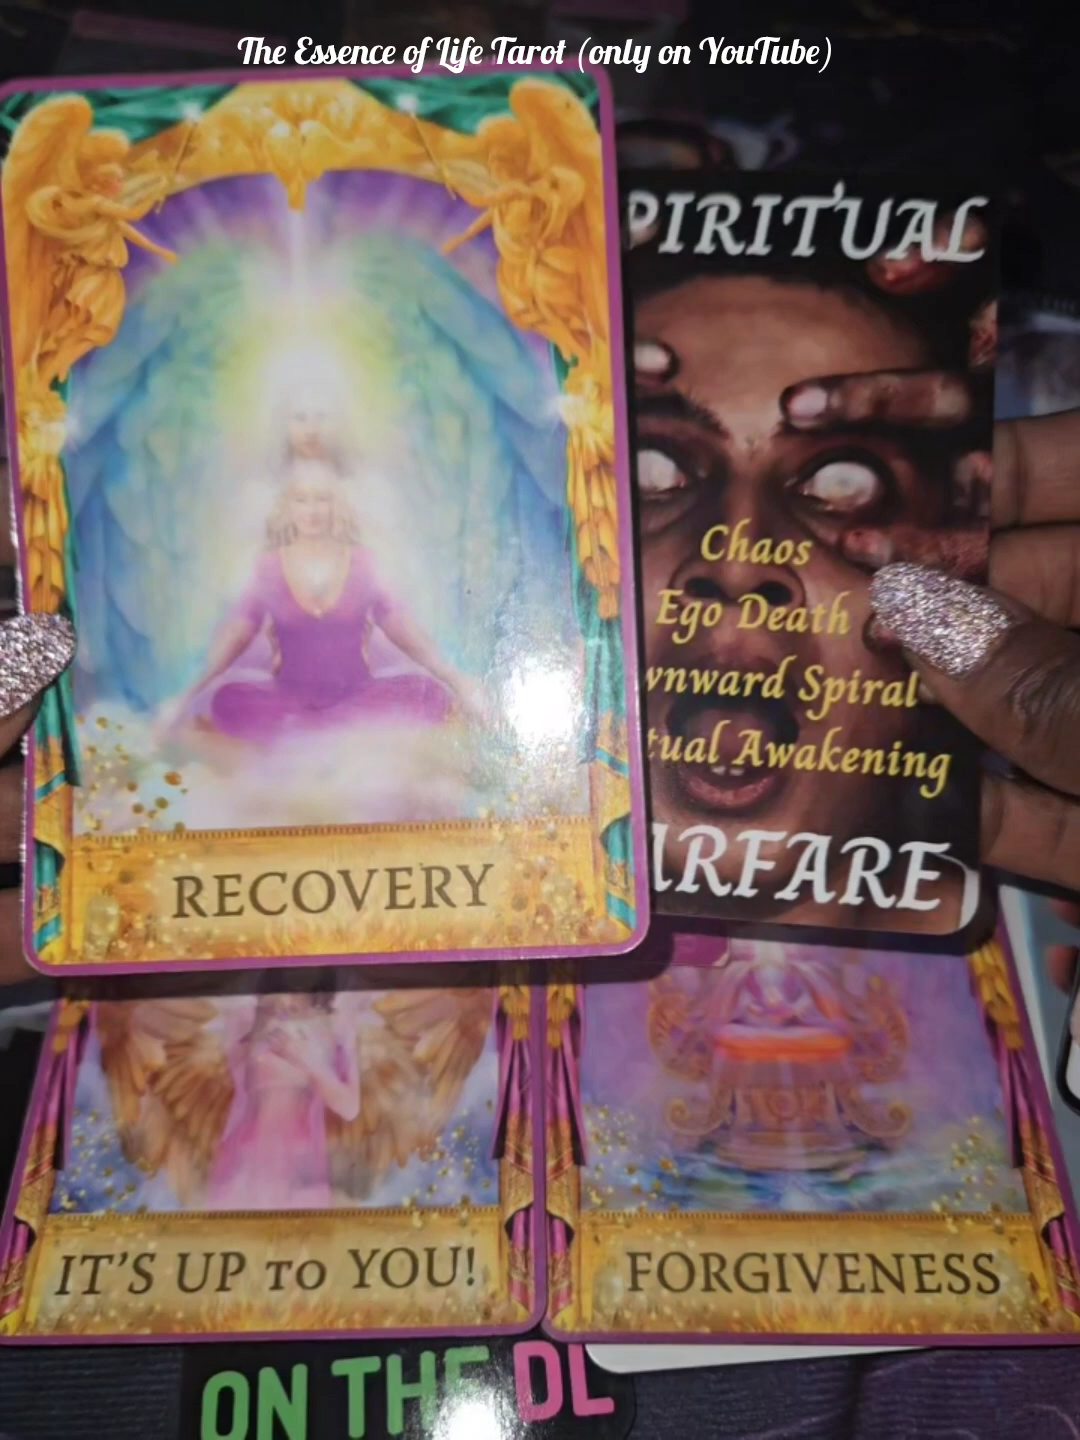 The Essence of Life Tarot (only on YouTube)
PIRITUAL
Chaos
Ego Death
wnward Spiral
tual Awakening
ARFARE
RECOVERY
IT'S UP TO YOU!
FORGIVENESS
ON THE DL